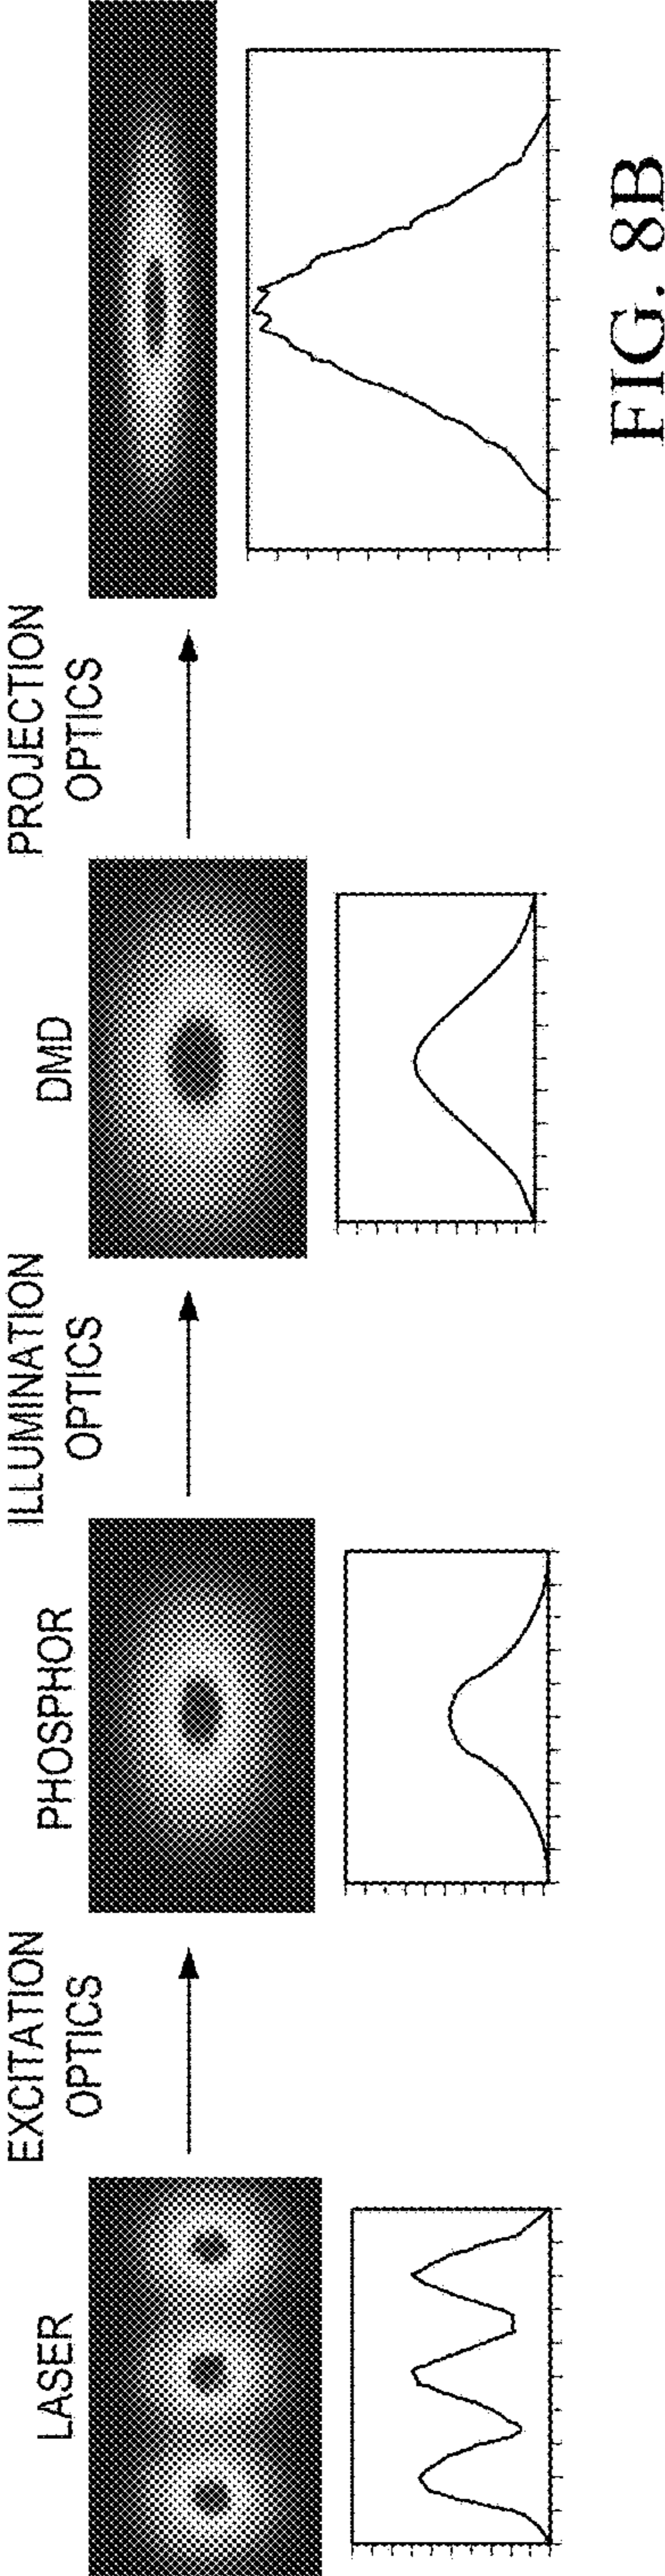 LASER
EXCITATION
OPTICS
PHOSPHOR
ILLUMINATION
OPTICS
DMD
PROJECTION
OPTICS
FIG. 8B